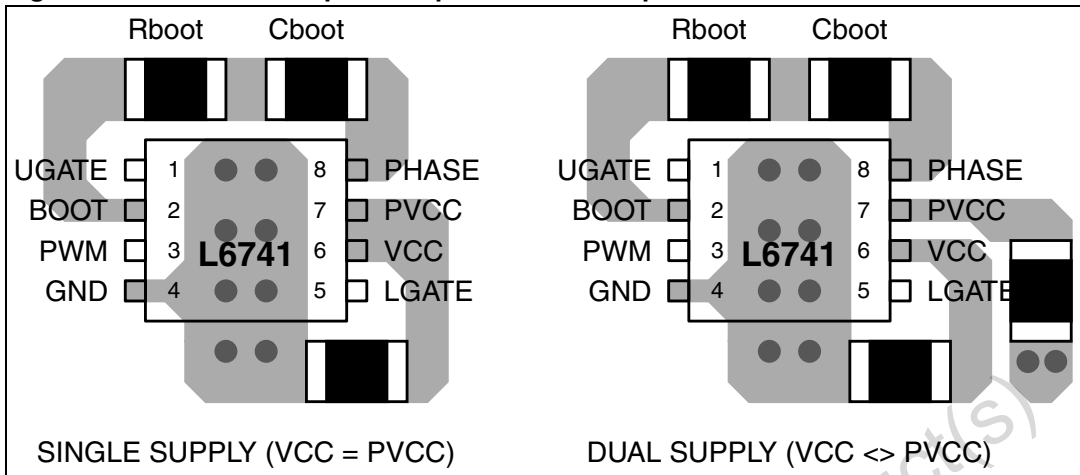 Rboot Cboot
UGATE 1 8 PHASE
BOOT 2 7 PVCC
PWM 3 L6741 6 VCC
GND 4 5 LGATE
SINGLE SUPPLY (VCC = PVCC)
Rboot Cboot
UGATE 1 8 PHASE
BOOT 2 7 PVCC
PWM 3 L6741 6 VCC
GND 4 5 LGATE
DUAL SUPPLY (VCC <> PVCC)